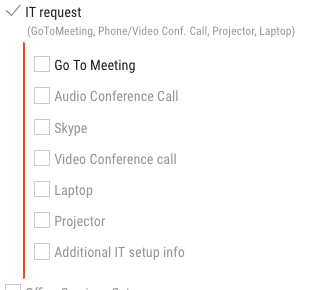 IT request
(GoToMeeting, Phone/Video Conf. Call, Projector, Laptop)
Go To Meeting
Audio Conference Call
Skype
Video Conference call
Laptop
Projector
Additional IT setup info